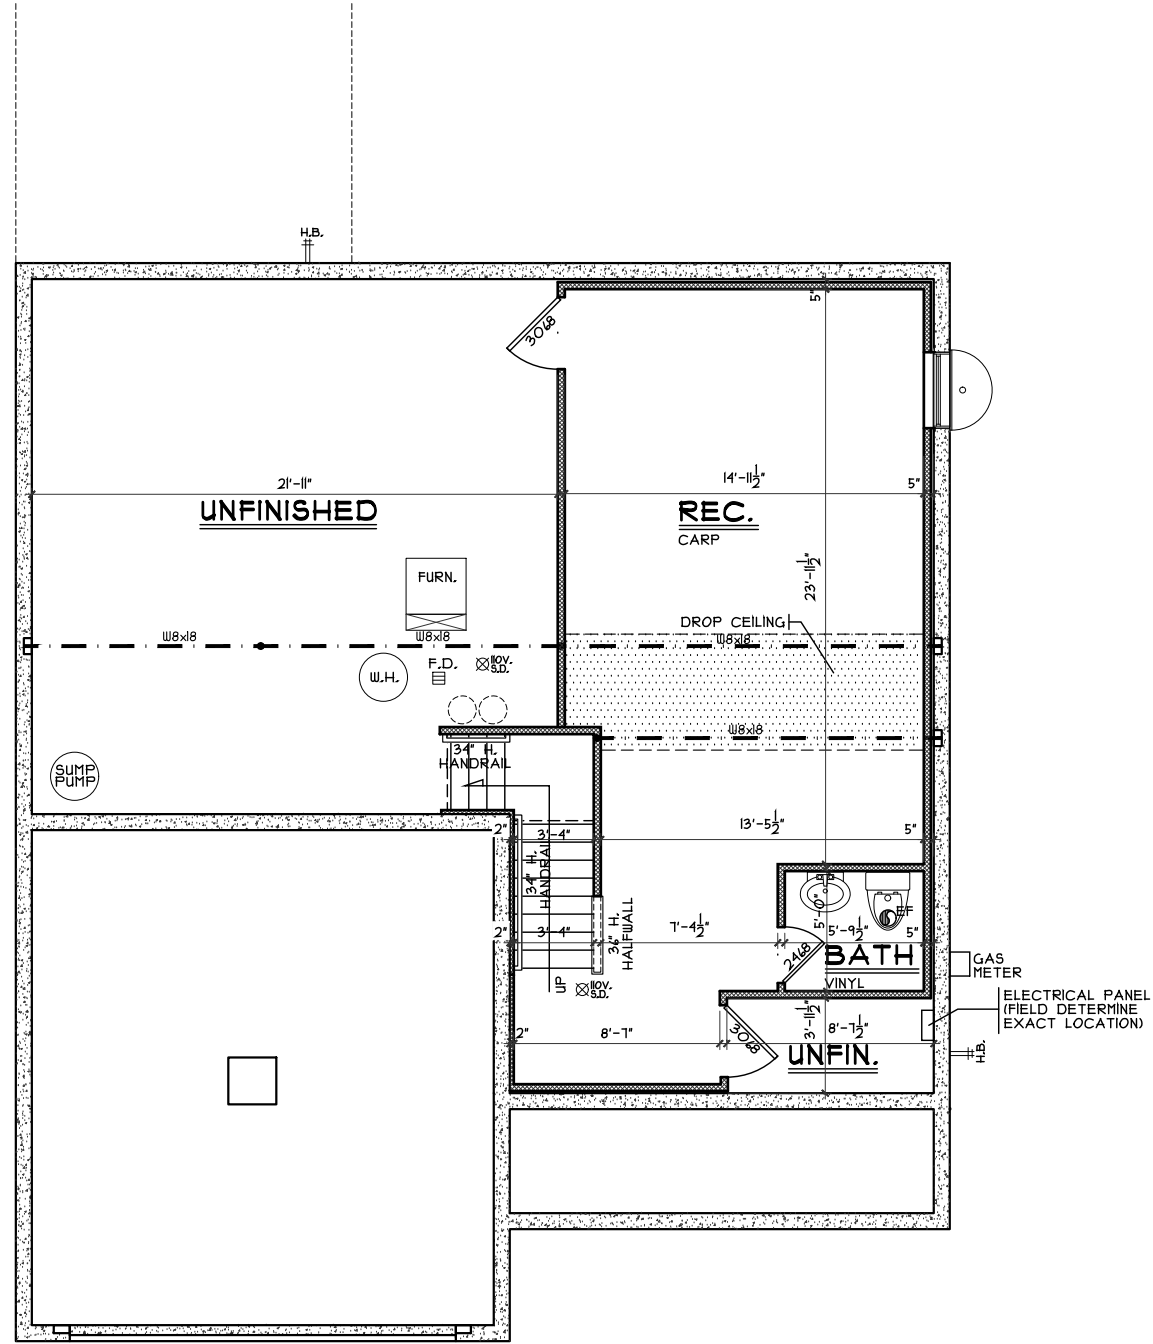 H.B.
3068
5"
21'-11"
14'-11 1/2"
5"
UNFINISHED
REC.
CARP
FURN.
23'-11 1/2"
DROP CEILING
W8x18
W8x18
W8x18
F.D.
110V.
S.D.
W.H.
W8x18
SUMP
PUMP
34" H.
HANDRAIL
2"
3'-4"
13'-5 1/2"
5"
34" H.
HANDRAIL
5'-0"
EF
2"
3'-4"
36" H.
HALFWALL
7'-4 1/2"
5'-9 1/2"
5"
2468
BATH
VINYL
GAS
METER
UP
110V.
S.D.
ELECTRICAL PANEL
(FIELD DETERMINE
EXACT LOCATION)
2"
8'-7"
3068
3'-11 1/2"
8'-7 1/2"
UNFIN.
H.B.